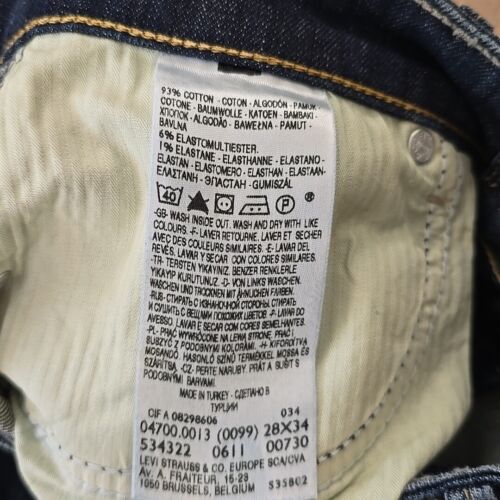 93% COTTON - COTON - ALGODÓN - PAMUK
COTONE - BAUMWOLLE - KATOEN - BAMBAKI -
ХЛОПОК - ALGODÃO - BAWEŁNA - PAMUT -
BAVLNA
6% ELASTOMULTIESTER.
1% ELASTANE - ELASTHANNE - ELASTANO -
ELASTAN - ELASTOMERO - ELASTHAN - ELASTAAN -
ΕΛΑΣΤΑΝΗ - ЭЛАСТАН - GUMISZÁL
40 P ®
-GB- WASH INSIDE OUT. WASH AND DRY WITH LIKE
COLOURS. -F- LAVER RETOURNE. LAVER ET SECHER
AVEC DES COULEURS SIMILAIRES. -E- LAVAR DEL
REVÉS. LAVAR Y SECAR CON COLORES SIMILARES.
-TR- TERSTEN YIKAYINIZ. BENZER RENKLERLE
YIKAYIP KURUTUNUZ. -D- VON LINKS WASCHEN.
WASCHEN UND TROCKNEN MIT ÄHNLICHEN FARBEN.
-RUS- СТИРАТЬ С ИЗНАНОЧНОЙ СТОРОНЫ. СТИРАТЬ
И СУШИТЬ С ВЕЩАМИ ПОХОЖИХ ЦВЕТОВ -P- LAVAR DO
AVESSO. LAVAR E SECAR COM CORES SEMELHANTES.
-PL- PRAĆ WYWRÓCONE NA LEWĄ STRONĘ, PRAĆ I
SUSZYĆ Z PODOBNYMI KOLORAMI. -H- KIFORDÍTVA
MOSANDÓ. HASONLÓ SZÍNŰ TERMÉKKEL MOSSA ÉS
SZÁRÍTSA. -CZ- PERTE NARUBY. PRÁT A SUŠIT S
PODOBNÝMI BARVAMI.
MADE IN TURKEY - СДЕЛАНО В
ТУРЦИИ
CIF A 08298606 034
04700.0013 (0099) 28X34
534322 0611 00730
LEVI STRAUSS & CO. EUROPE SCA/CVA
Av. A. FRAITEUR, 15-23
1050 BRUSSELS, BELGIUM S35802